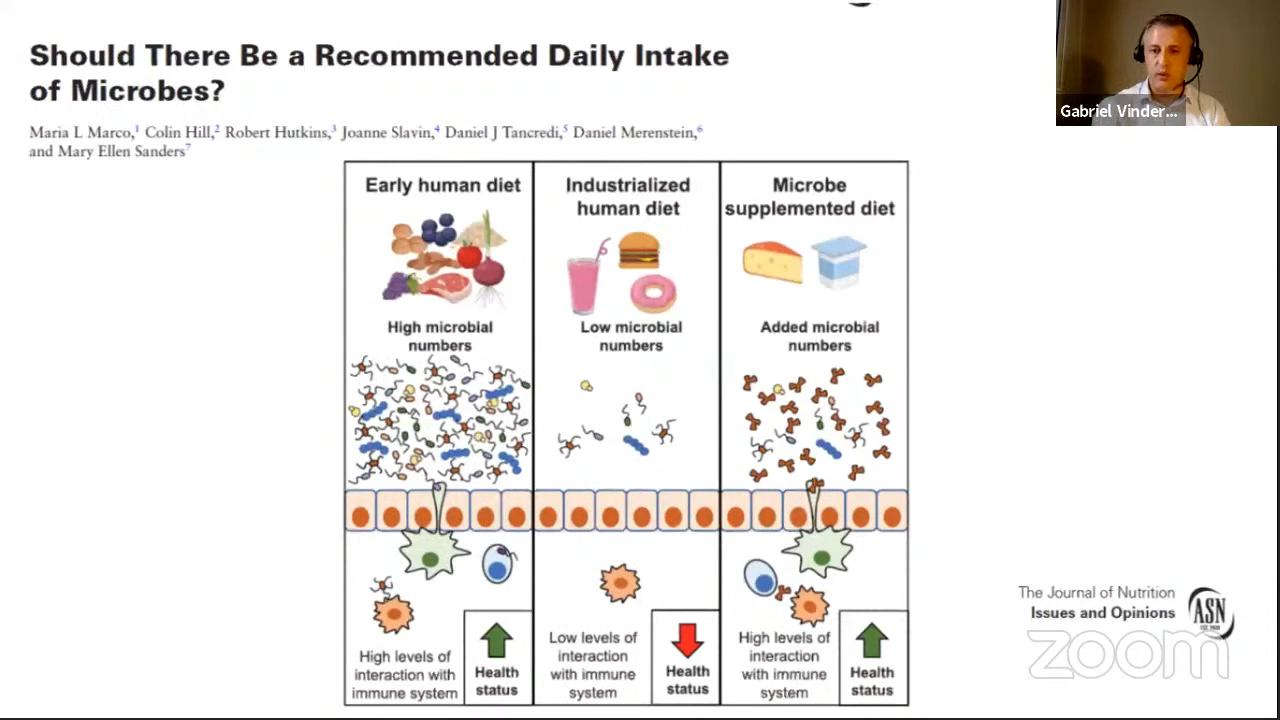 Should There Be a Recommended Daily Intake
of Microbes?
Maria L Marco,1 Colin Hill,2 Robert Hutkins,3 Joanne Slavin,4 Daniel J Tancredi,5 Daniel Merenstein,6
and Mary Ellen Sanders7
Gabriel Vinder...
Early human diet
High microbial
numbers
High levels of
interaction with
immune system
Health
status
Industrialized
human diet
Low microbial
numbers
Low levels of
interaction
with immune
system
Health
status
Microbe
supplemented diet
Added microbial
numbers
High levels of
interaction
with immune
system
Health
status
The Journal of Nutrition
Issues and Opinions
ASN
zoom